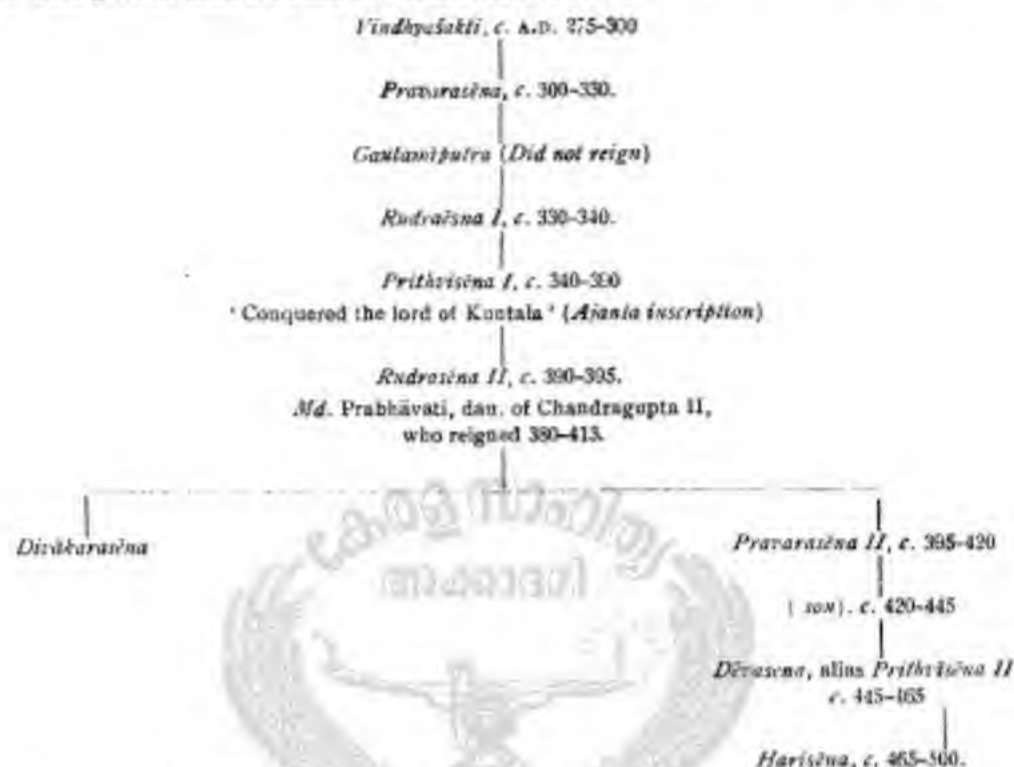 Vindhyaśakti, c. A.D. 275-300
Pravarasēna, c. 300-330.
Gautamīputra (Did not reign)
Rudraēsna I, c. 330-340.
Prithvisēna I, c. 340-390
'Conquered the lord of Kuntala' (Ajanta inscription)
Rudrasēna II, c. 390-395.
Md. Prabhāvati, dau. of Chandragupta II,
who reigned 380-413.
Divākarasēna
Pravarasēna II, c. 395-420
(son). c. 420-445
Dēvasena, alias Prithvisēna II
c. 445-465
Harisēna, c. 465-500.